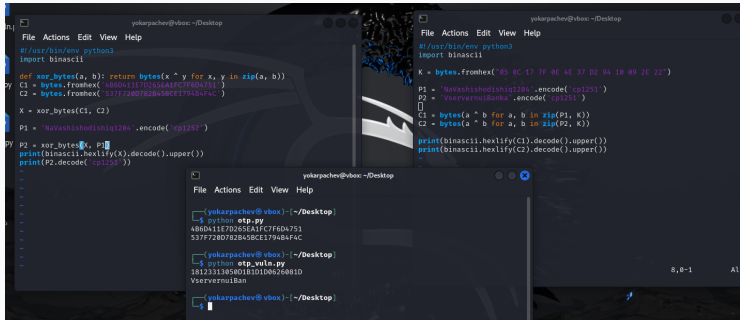 yokarpachev@vbox: ~/Desktop
File Actions Edit View Help
#!/usr/bin/env python3
import binascii
def xor_bytes(a, b): return bytes(x ^ y for x, y in zip(a, b))
C1 = bytes.fromhex('4B6D411E7D265EA1FC7F6D4751')
C2 = bytes.fromhex('537F720D782B45BCE1794B4F4C')
X = xor_bytes(C1, C2)
P1 = 'NaVashishodishiq1204'.encode('cp1251')
P2 = xor_bytes(X, P1)
print(binascii.hexlify(X).decode().upper())
print(P2.decode('cp1251'))
yokarpachev@vbox: ~/Desktop
File Actions Edit View Help
#!/usr/bin/env python3
import binascii
K = bytes.fromhex("05 0C 17 7F 0E 4E 37 D2 94 10 09 2E 22")
P1 = 'NaVashishodishiq1204'.encode('cp1251')
P2 = 'VservervnuiBanka'.encode('cp1251')
C1 = bytes(a ^ b for a, b in zip(P1, K))
C2 = bytes(a ^ b for a, b in zip(P2, K))
print(binascii.hexlify(C1).decode().upper())
print(binascii.hexlify(C2).decode().upper())
8,0-1 Al
yokarpachev@vbox: ~/Desktop
File Actions Edit View Help
(yokarpachev㉿vbox)-[~/Desktop]
$ python otp.py
4B6D411E7D265EA1FC7F6D4751
537F720D782B45BCE1794B4F4C
(yokarpachev㉿vbox)-[~/Desktop]
$ python otp_vuln.py
18123313050D1B1D1D0626081D
VservernuiBan
(yokarpachev㉿vbox)-[~/Desktop]
$